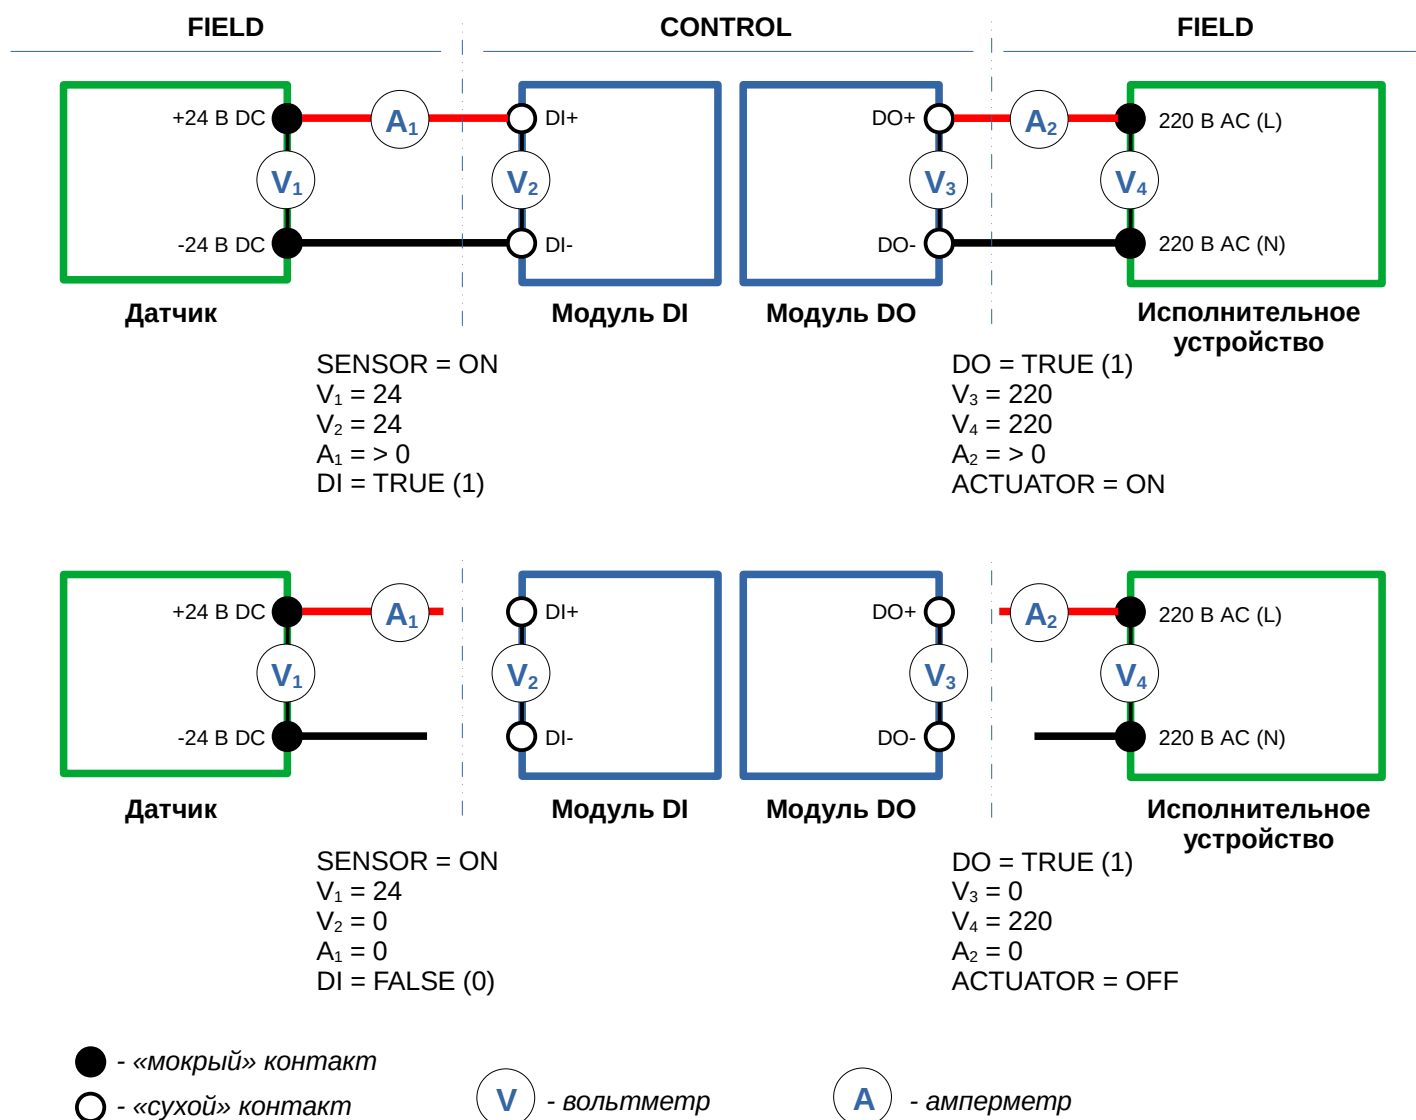 FIELD CONTROL FIELD
+24 В DC A1 DI+ DO+ A2 220 В AC (L)
V1 V2 V3 V4
-24 В DC DI- DO- 220 В AC (N)
Датчик Модуль DI Модуль DO Исполнительное
устройство
SENSOR = ON
V1 = 24
V2 = 24
A1 = > 0
DI = TRUE (1)
DO = TRUE (1)
V3 = 220
V4 = 220
A2 = > 0
ACTUATOR = ON
+24 В DC A1 DI+ DO+ A2 220 В AC (L)
V1 V2 V3 V4
-24 В DC DI- DO- 220 В AC (N)
Датчик Модуль DI Модуль DO Исполнительное
устройство
SENSOR = ON
V1 = 24
V2 = 0
A1 = 0
DI = FALSE (0)
DO = TRUE (1)
V3 = 0
V4 = 220
A2 = 0
ACTUATOR = OFF
- «мокрый» контакт
- «сухой» контакт
V - вольтметр
A - амперметр